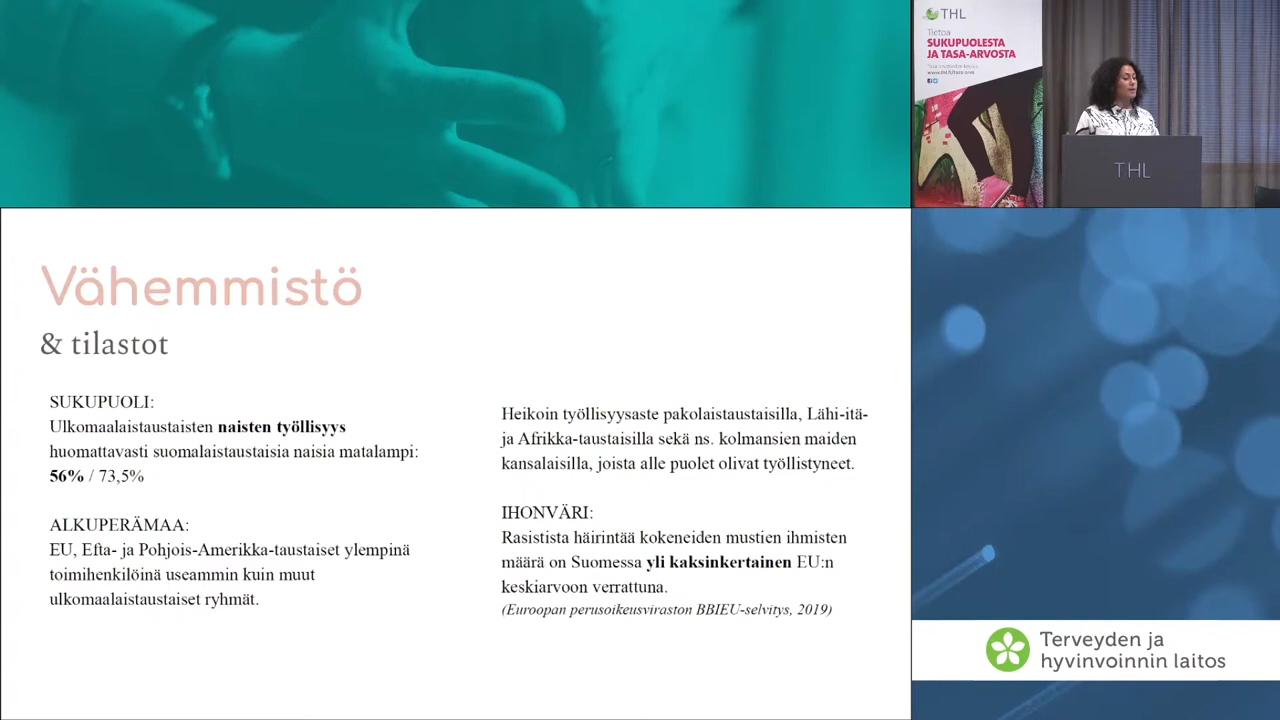 Vähemmistö
& tilastot
SUKUPUOLI:
Ulkomaalaistaustaisten naisten työllisyys
huomattavasti suomalaistaustaisia naisia matalampi:
56% / 73,5%
ALKUPERÄMAA:
EU, Efta- ja Pohjois-Amerikka-taustaiset ylempinä
toimihenkilöinä useammin kuin muut
ulkomaalaistaustaiset ryhmät.
Heikoin työllisyysaste pakolaistaustaisilla, Lähi-itä-
ja Afrikka-taustaisilla sekä ns. kolmansien maiden
kansalaisilla, joista alle puolet olivat työllistyneet.
IHONVÄRI:
Rasistista häirintää kokeneiden mustien ihmisten
määrä on Suomessa yli kaksinkertainen EU:n
keskiarvoon verrattuna.
(Euroopan perusoikeusviraston BBIEU-selvitys, 2019)
THL
Tietoa
SUKUPUOLESTA
JA TASA-ARVOSTA
THL
Terveyden ja
hyvinvoinnin laitos